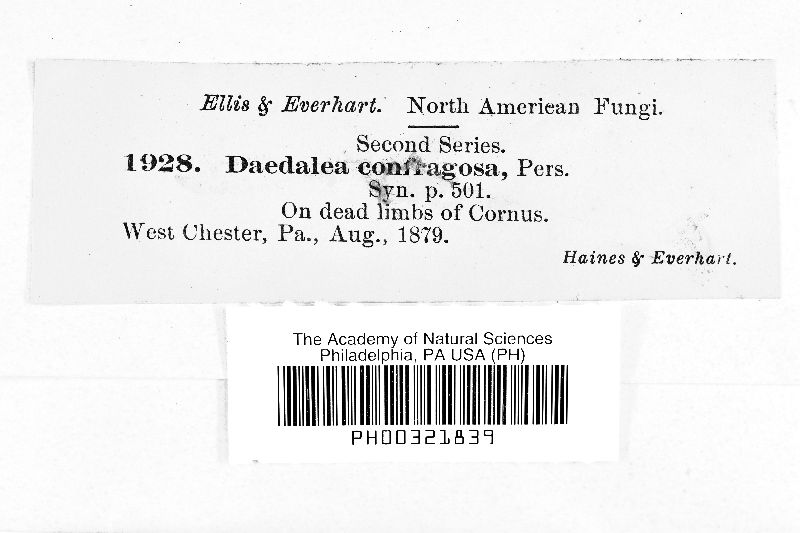 Ellis & Everhart. North American Fungi.
Second Series.
1928. Daedalea confragosa, Pers.
Syn. p. 501.
On dead limbs of Cornus.
West Chester, Pa., Aug., 1879.
Haines & Everhart.
The Academy of Natural Sciences
Philadelphia, PA USA (PH)
PH00321839